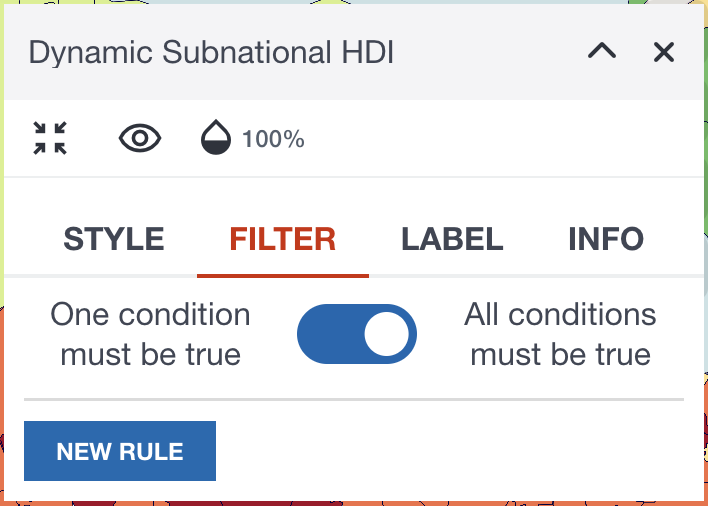 Dynamic Subnational HDI
100%
STYLE FILTER LABEL INFO
One condition
must be true
All conditions
must be true
NEW RULE